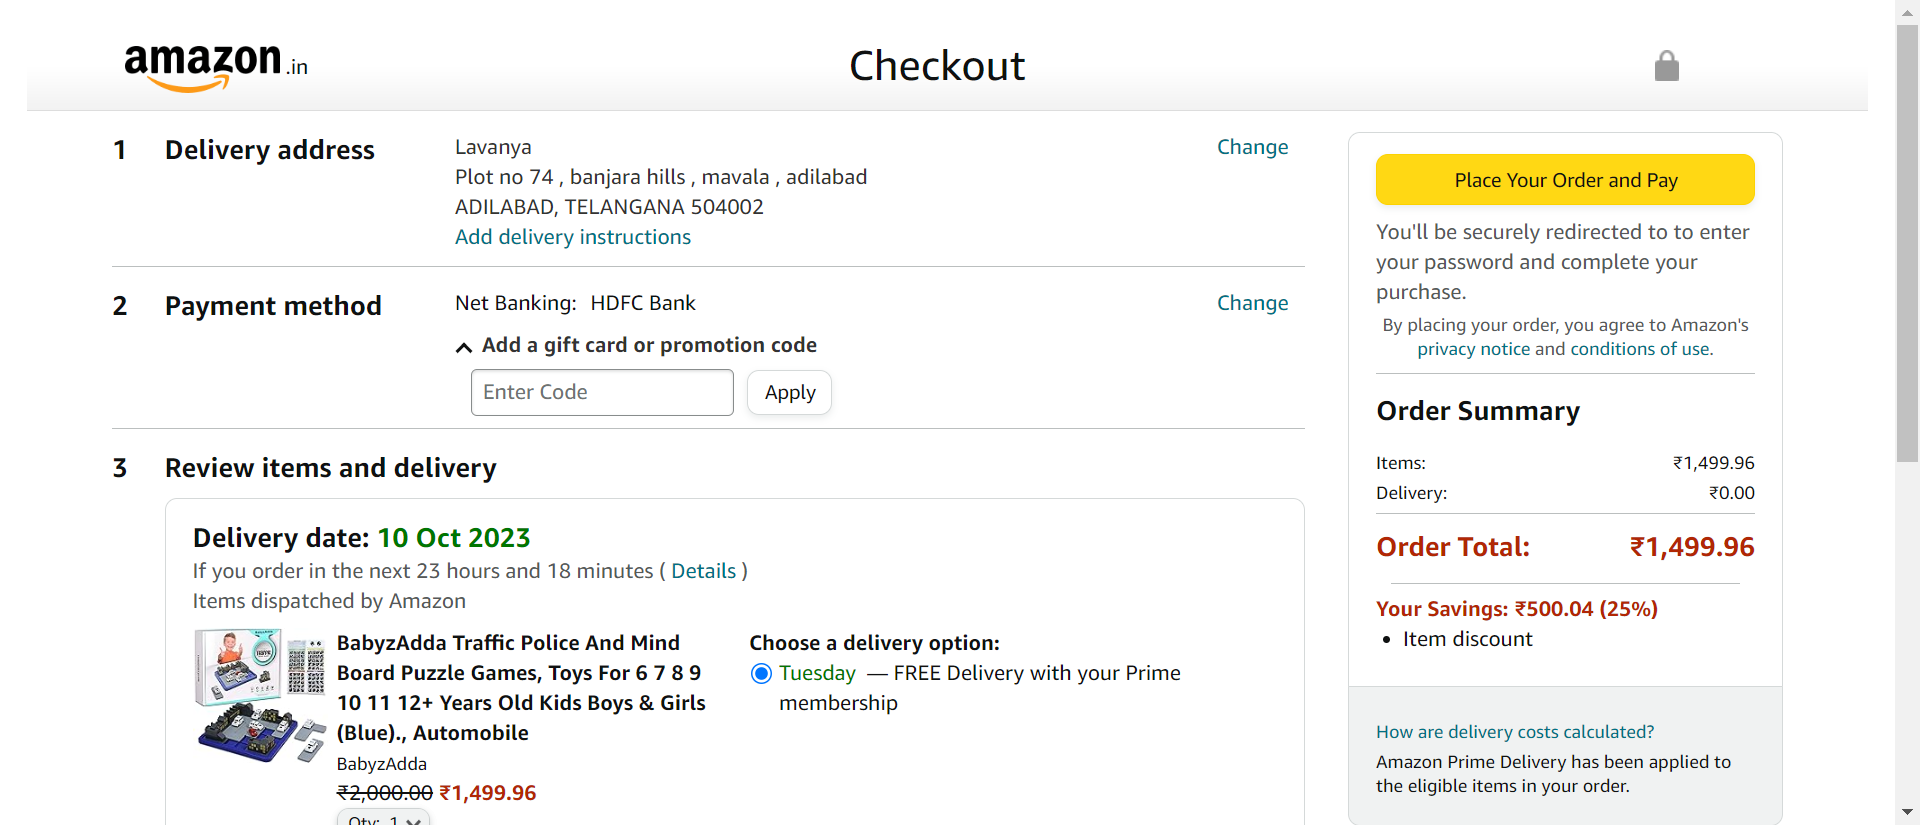 amazon.in
Checkout
1 Delivery address
Lavanya
Change
Plot no 74 , banjara hills , mavala , adilabad
ADILABAD, TELANGANA 504002
Add delivery instructions
2 Payment method
Net Banking: HDFC Bank
Change
Add a gift card or promotion code
Enter Code
Apply
3 Review items and delivery
Delivery date: 10 Oct 2023
If you order in the next 23 hours and 18 minutes ( Details )
Items dispatched by Amazon
BabyzAdda Traffic Police And Mind
Board Puzzle Games, Toys For 6 7 8 9
10 11 12+ Years Old Kids Boys & Girls
(Blue)., Automobile
BabyzAdda
₹2,000.00 ₹1,499.96
Qty: 1
Choose a delivery option:
Tuesday — FREE Delivery with your Prime
membership
Place Your Order and Pay
You'll be securely redirected to to enter
your password and complete your
purchase.
By placing your order, you agree to Amazon's
privacy notice and conditions of use.
Order Summary
Items: ₹1,499.96
Delivery: ₹0.00
Order Total: ₹1,499.96
Your Savings: ₹500.04 (25%)
• Item discount
How are delivery costs calculated?
Amazon Prime Delivery has been applied to
the eligible items in your order.